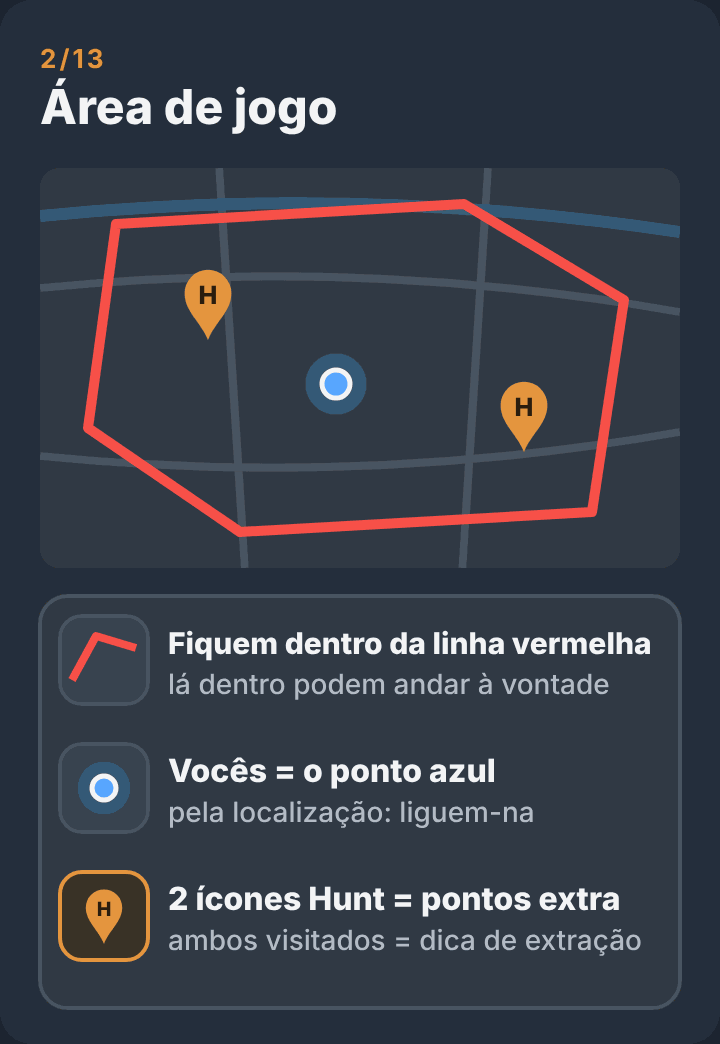 2/13
Área de jogo
H
H
Fiquem dentro da linha vermelha
lá dentro podem andar à vontade
Vocês = o ponto azul
pela localização: liguem-na
H
2 ícones Hunt = pontos extra
ambos visitados = dica de extração